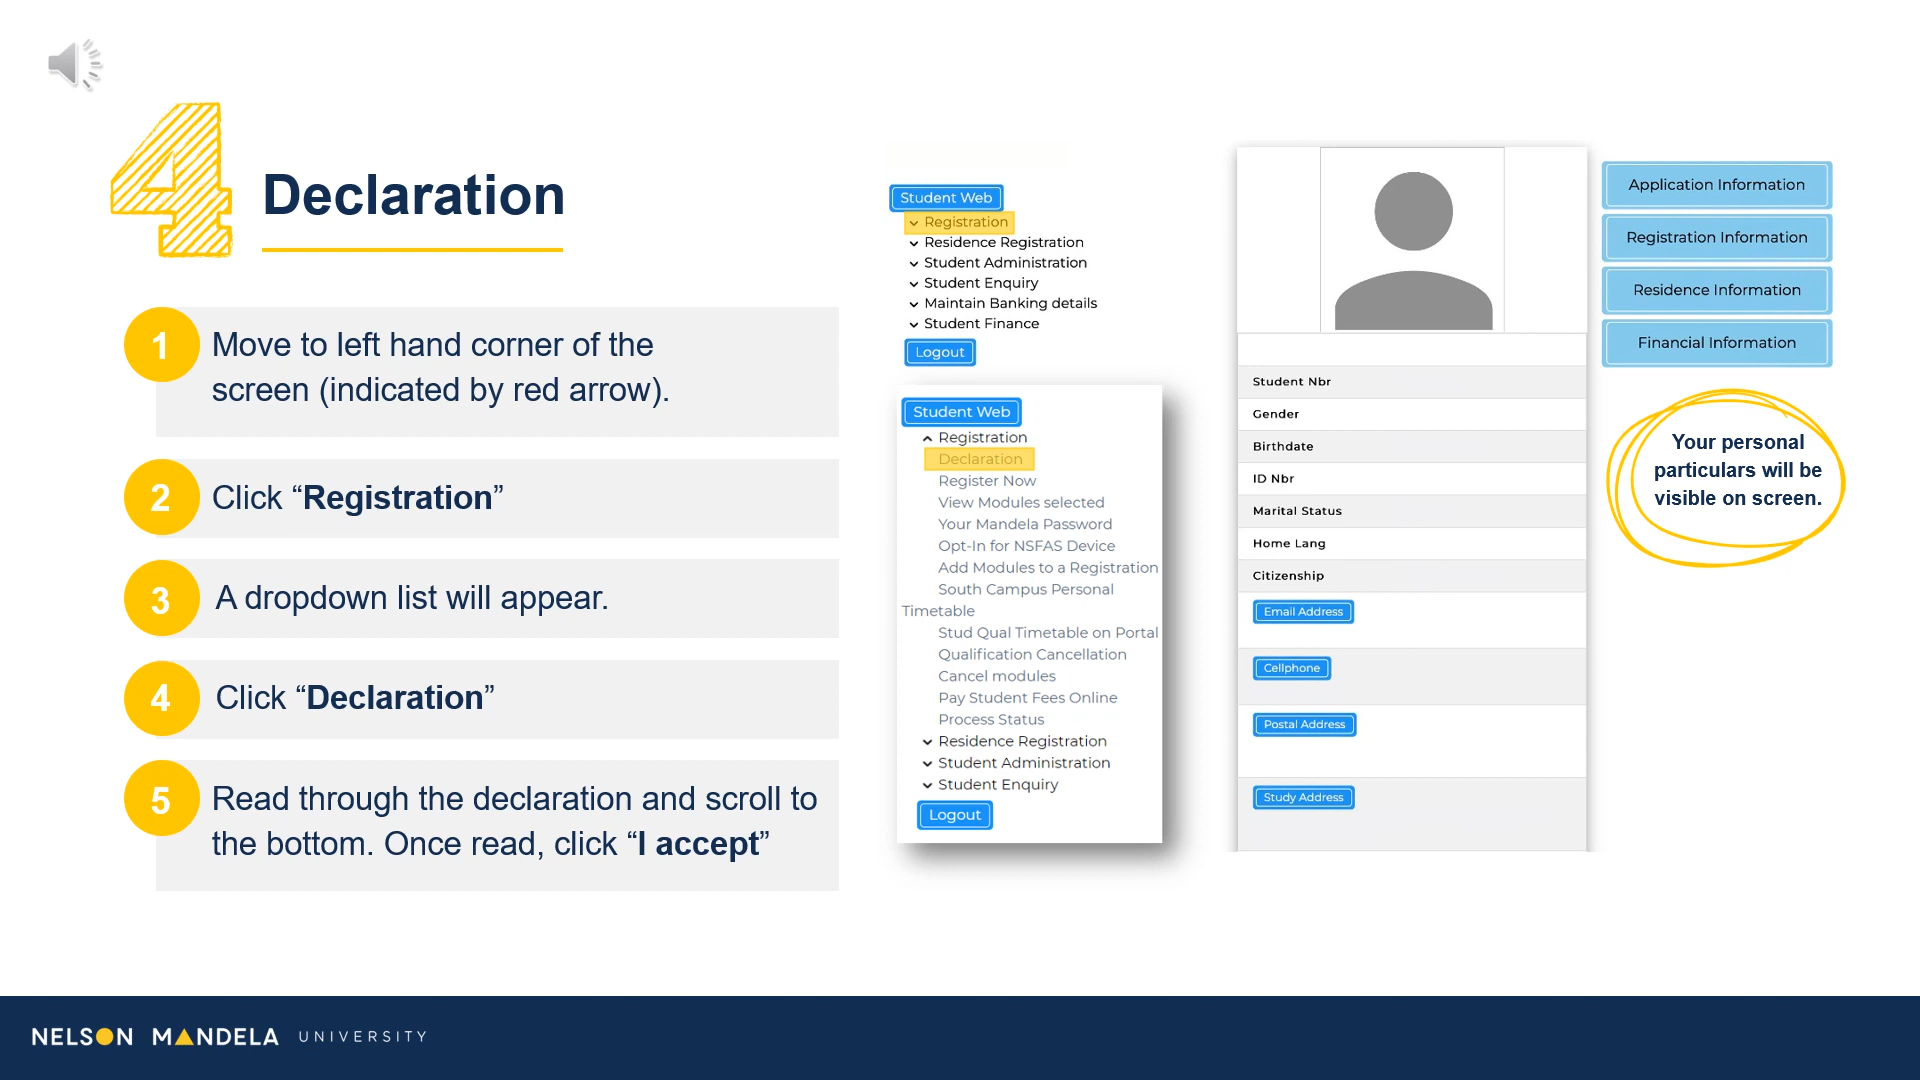 4
Declaration
1
Move to left hand corner of the
screen (indicated by red arrow).
2
Click “Registration”
3
A dropdown list will appear.
4
Click “Declaration”
5
Read through the declaration and scroll to
the bottom. Once read, click “I accept”
Student Web
Registration
Residence Registration
Student Administration
Student Enquiry
Maintain Banking details
Student Finance
Logout
Student Web
Registration
Declaration
Register Now
View Modules selected
Your Mandela Password
Opt-In for NSFAS Device
Add Modules to a Registration
South Campus Personal
Timetable
Stud Qual Timetable on Portal
Qualification Cancellation
Cancel modules
Pay Student Fees Online
Process Status
Residence Registration
Student Administration
Student Enquiry
Logout
Student Nbr
Gender
Birthdate
ID Nbr
Marital Status
Home Lang
Citizenship
Email Address
Cellphone
Postal Address
Study Address
Application Information
Registration Information
Residence Information
Financial Information
Your personal
particulars will be
visible on screen.
NELSON MANDELA UNIVERSITY